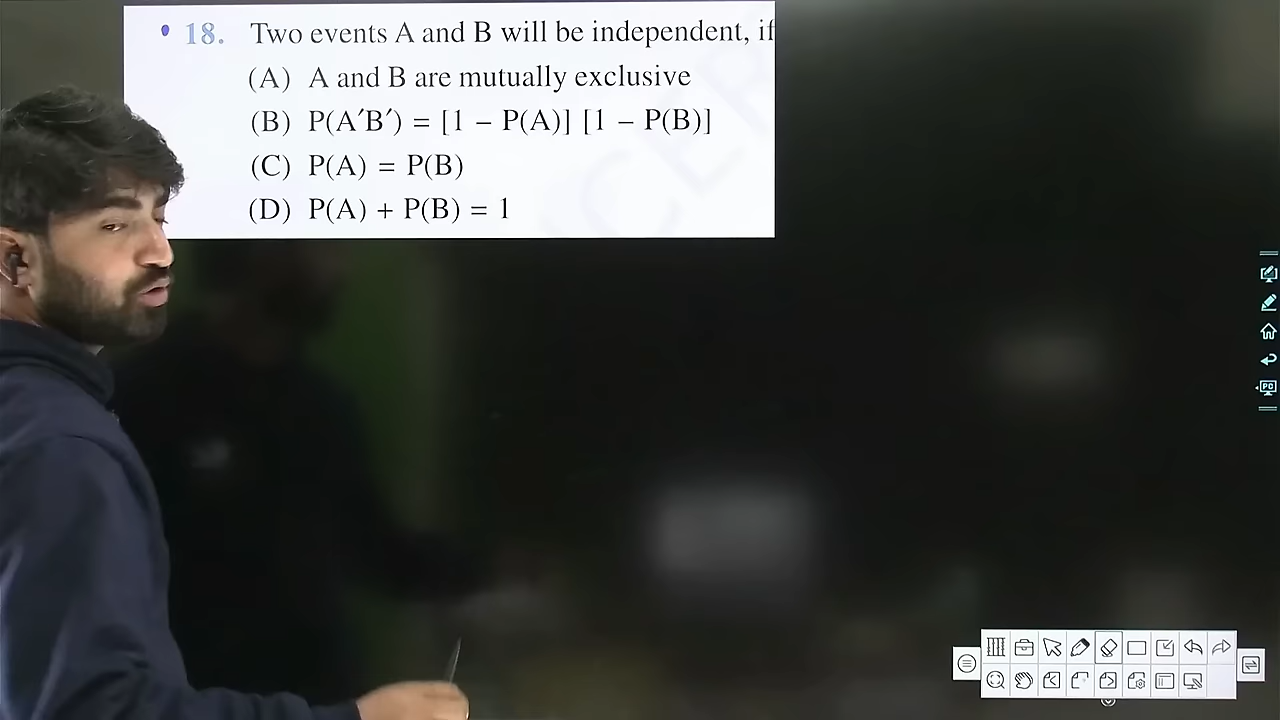 18. Two events A and B will be independent, if
(A) A and B are mutually exclusive
(B) P(A′B′) = [1 – P(A)] [1 – P(B)]
(C) P(A) = P(B)
(D) P(A) + P(B) = 1